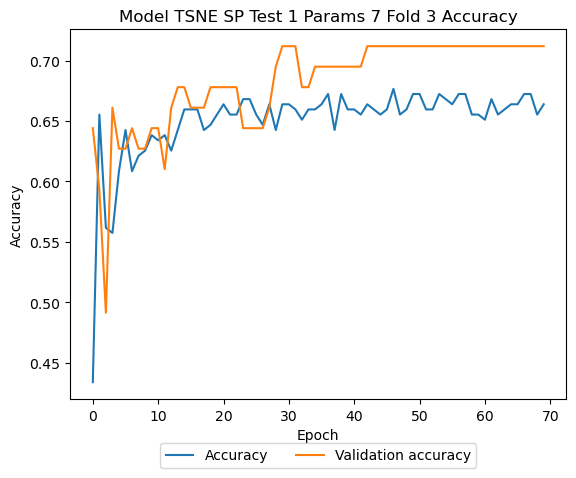 Model TSNE SP Test 1 Params 7 Fold 3 Accuracy
Accuracy
0.70
0.65
0.60
0.55
0.50
0.45
0 10 20 30 40 50 60 70
Epoch
Accuracy Validation accuracy